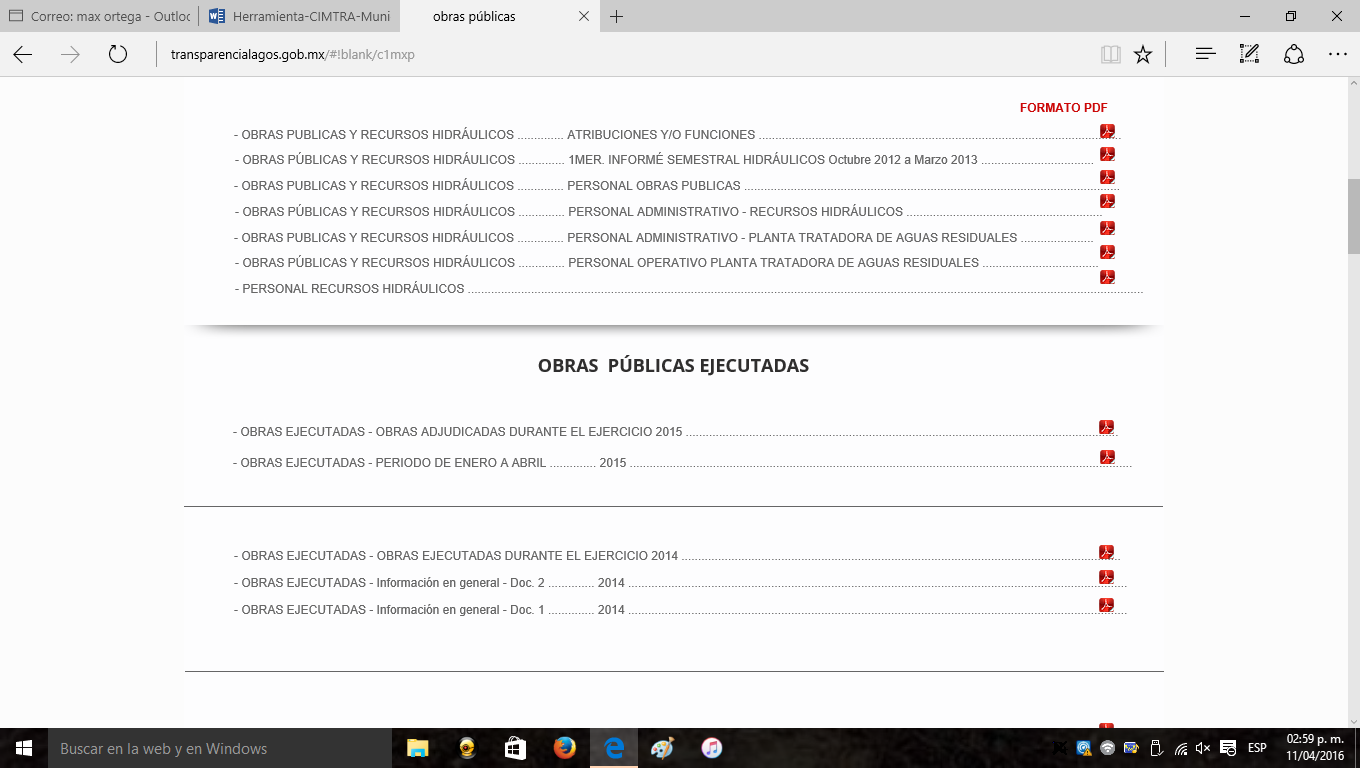 Correo: max ortega - Outloc
Herramienta-CIMTRA-Muni
obras públicas
transparencialagos.gob.mx/#!blank/c1mxp
FORMATO PDF
- OBRAS PUBLICAS Y RECURSOS HIDRÁULICOS .............. ATRIBUCIONES Y/O FUNCIONES ..............
- OBRAS PÚBLICAS Y RECURSOS HIDRÁULICOS .............. 1MER. INFORMÉ SEMESTRAL HIDRÁULICOS Octubre 2012 a Marzo 2013 ..............
- OBRAS PUBLICAS Y RECURSOS HIDRÁULICOS .............. PERSONAL OBRAS PUBLICAS ..............
- OBRAS PÚBLICAS Y RECURSOS HIDRÁULICOS .............. PERSONAL ADMINISTRATIVO - RECURSOS HIDRÁULICOS ..............
- OBRAS PUBLICAS Y RECURSOS HIDRÁULICOS .............. PERSONAL ADMINISTRATIVO - PLANTA TRATADORA DE AGUAS RESIDUALES ..............
- OBRAS PÚBLICAS Y RECURSOS HIDRÁULICOS .............. PERSONAL OPERATIVO PLANTA TRATADORA DE AGUAS RESIDUALES ..............
- PERSONAL RECURSOS HIDRÁULICOS ..............
OBRAS PÚBLICAS EJECUTADAS
- OBRAS EJECUTADAS - OBRAS ADJUDICADAS DURANTE EL EJERCICIO 2015 ..............
- OBRAS EJECUTADAS - PERIODO DE ENERO A ABRIL .............. 2015 ..............
- OBRAS EJECUTADAS - OBRAS EJECUTADAS DURANTE EL EJERCICIO 2014 ..............
- OBRAS EJECUTADAS - Información en general - Doc. 2 .............. 2014 ..............
- OBRAS EJECUTADAS - Información en general - Doc. 1 .............. 2014 ..............
Buscar en la web y en Windows
ESP
02:59 p. m.
11/04/2016